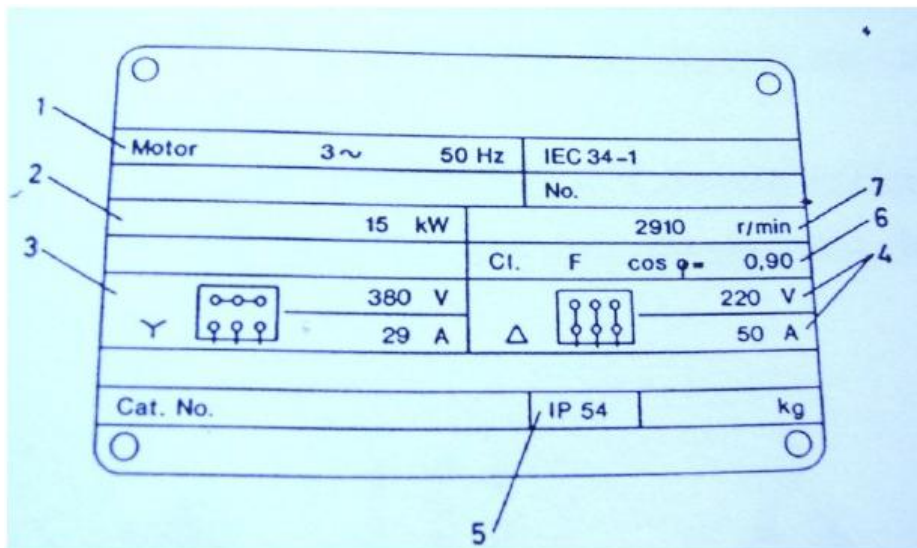 1 Motor 3~ 50 Hz IEC 34-1
No.
2 15 kW 2910 r/min 7
Cl. F cos φ= 0,90 6
3 380 V 220 V 4
Y 29 A Δ 50 A
Cat. No. IP 54 kg
5